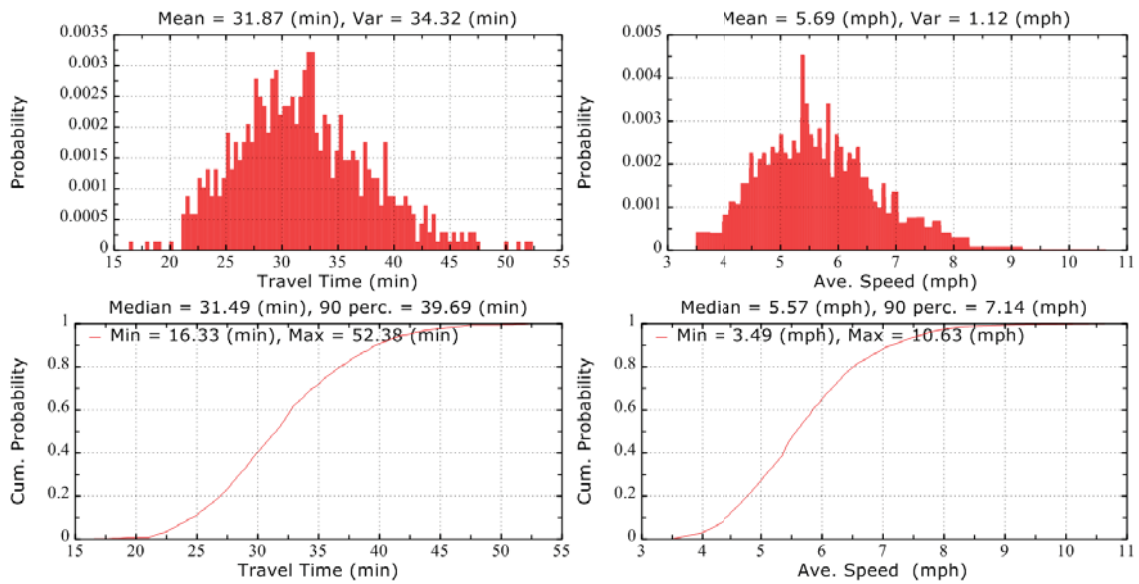 Mean = 31.87 (min), Var = 34.32 (min)
0.0035
0.003
0.0025
0.002
0.0015
0.001
0.0005
0
Probability
15 20 25 30 35 40 45 50 55
Travel Time (min)
Mean = 5.69 (mph), Var = 1.12 (mph)
0.005
0.004
0.003
0.002
0.001
0
Probability
3 4 5 6 7 8 9 10 11
Ave. Speed (mph)
Median = 31.49 (min), 90 perc. = 39.69 (min)
Min = 16.33 (min), Max = 52.38 (min)
1
0.8
0.6
0.4
0.2
0
Cum. Probability
15 20 25 30 35 40 45 50 55
Travel Time (min)
Median = 5.57 (mph), 90 perc. = 7.14 (mph)
Min = 3.49 (mph), Max = 10.63 (mph)
1
0.8
0.6
0.4
0.2
0
Cum. Probability
3 4 5 6 7 8 9 10 11
Ave. Speed (mph)